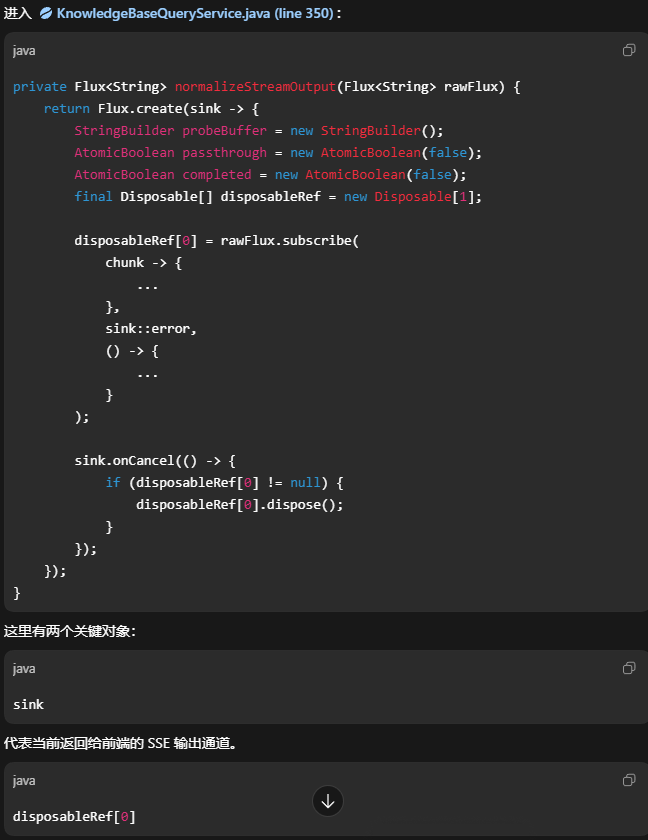 进入 KnowledgeBaseQueryService.java (line 350)：
java
private Flux<String> normalizeStreamOutput(Flux<String> rawFlux) {
    return Flux.create(sink -> {
        StringBuilder probeBuffer = new StringBuilder();
        AtomicBoolean passthrough = new AtomicBoolean(false);
        AtomicBoolean completed = new AtomicBoolean(false);
        final Disposable[] disposableRef = new Disposable[1];

        disposableRef[0] = rawFlux.subscribe(
            chunk -> {
                ...
            },
            sink::error,
            () -> {
                ...
            }
        );

        sink.onCancel(() -> {
            if (disposableRef[0] != null) {
                disposableRef[0].dispose();
            }
        });
    });
}
这里有两个关键对象：
java
sink
代表当前返回给前端的 SSE 输出通道。
java
disposableRef[0]